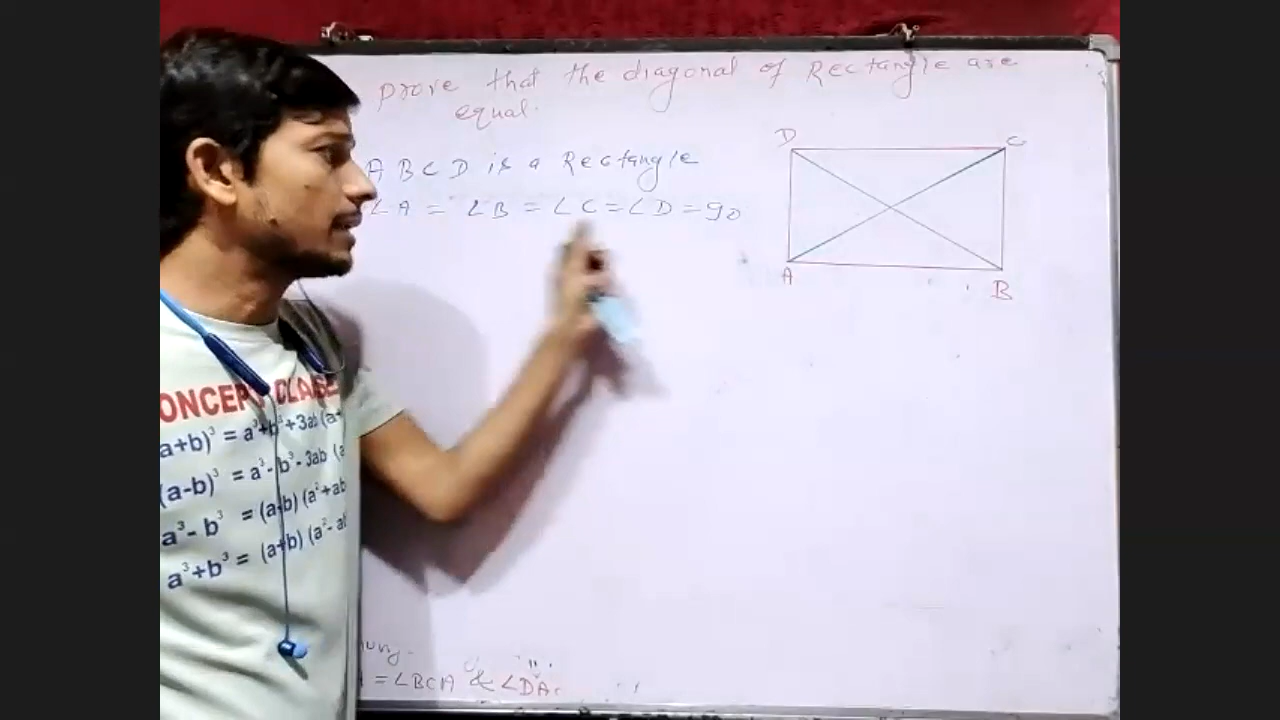 prove that the diagonal of Rectangle are
equal.
ABCD is a Rectangle
∠A = ∠B = ∠C = ∠D = 90
D C
A B
ONCEPT CLASSE
a+b)³ = a³+b³+3ab (a+
(a-b)³ = a³-b³-3ab (a
a³-b³ = (a-b) (a²+ab
a³+b³ = (a+b) (a²-ab
= ∠BCA & ∠DAC